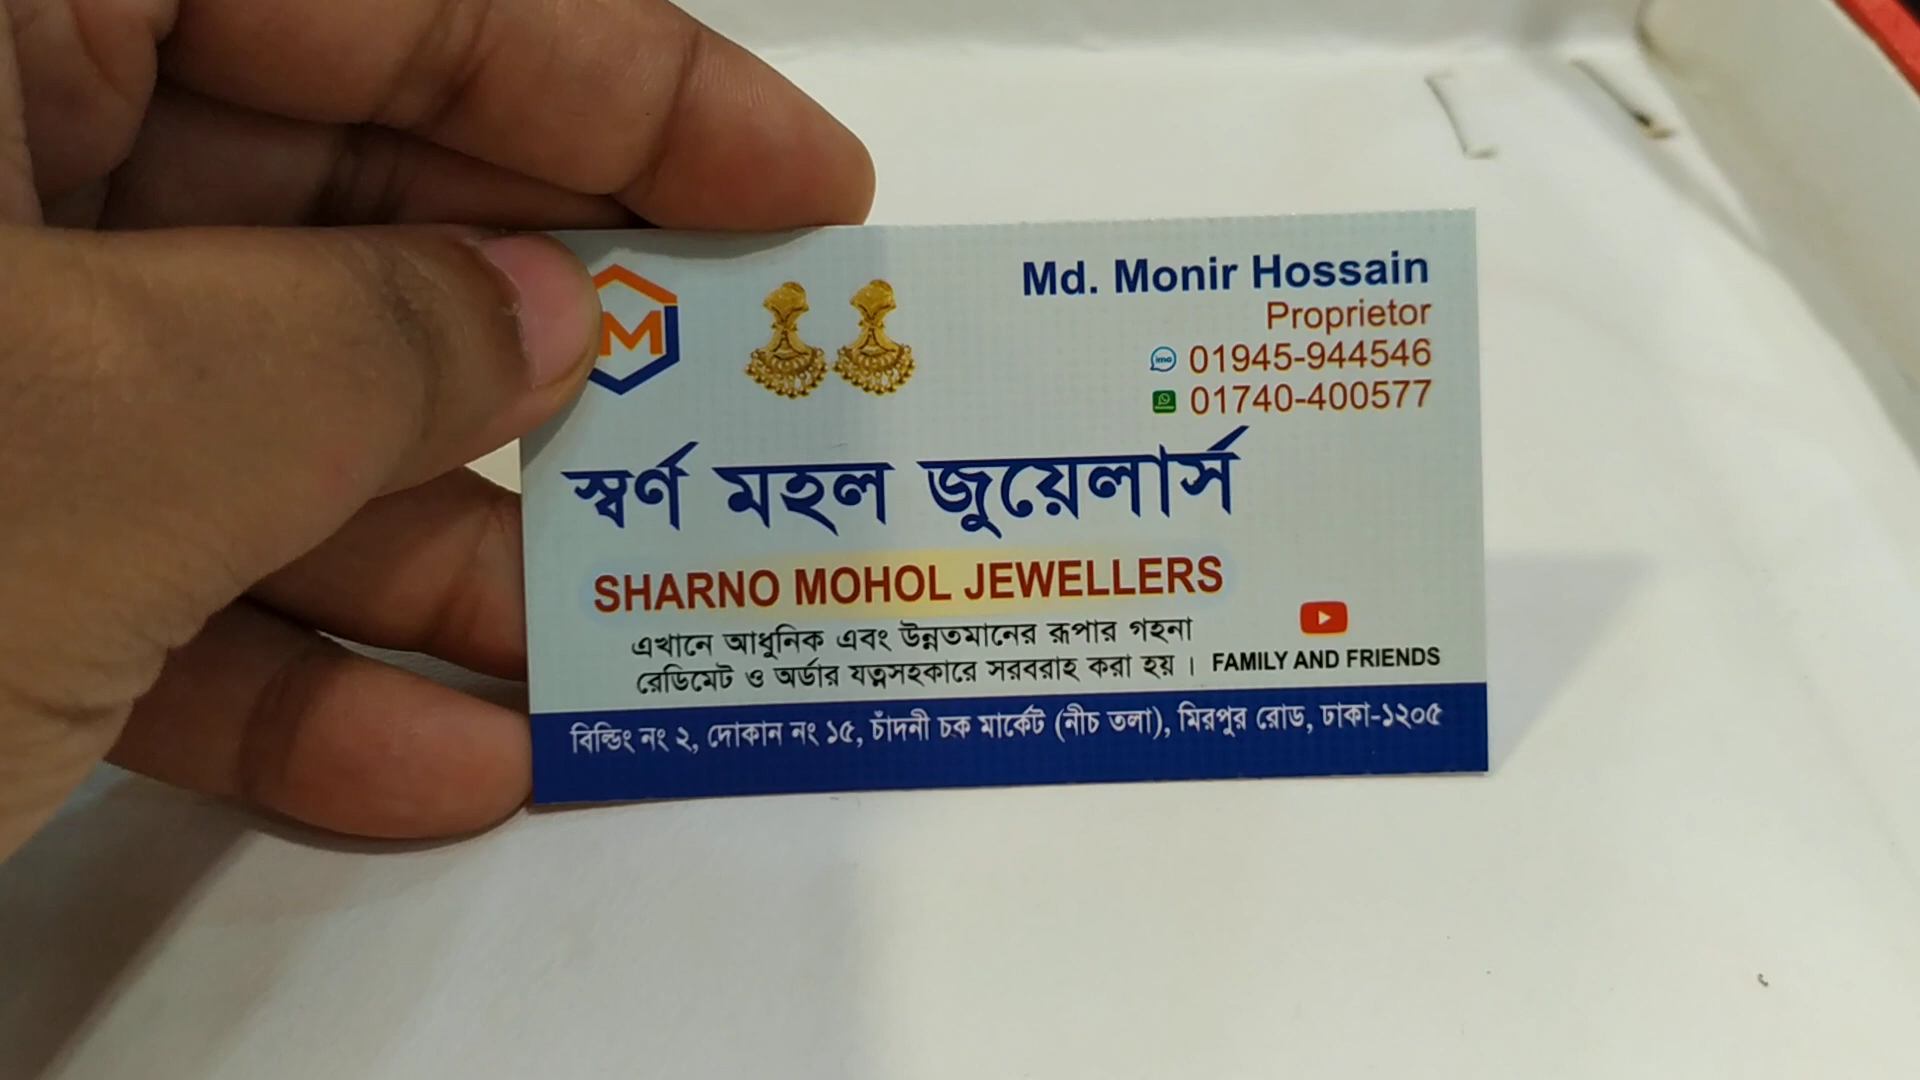 M
Md. Monir Hossain
Proprietor
imo 01945-944546
01740-400577
স্বর্ণ মহল জুয়েলার্স
SHARNO MOHOL JEWELLERS
এখানে আধুনিক এবং উন্নতমানের রূপার গহনা
রেডিমেট ও অর্ডার যত্নসহকারে সরবরাহ করা হয় ।
FAMILY AND FRIENDS
বিল্ডিং নং ২, দোকান নং ১৫, চাঁদনী চক মার্কেট (নীচ তলা), মিরপুর রোড, ঢাকা-১২০৫